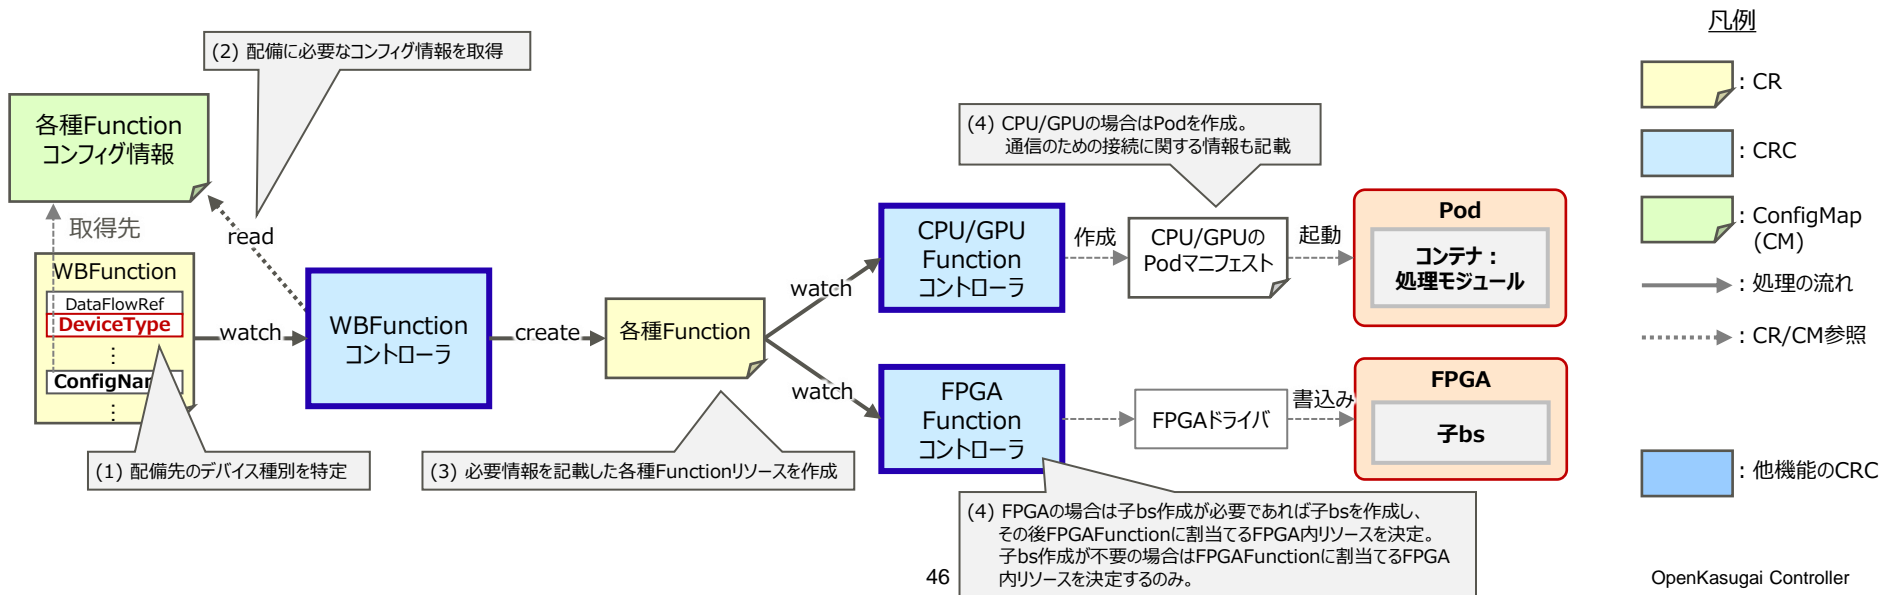 凡例
(2) 配備に必要なコンフィグ情報を取得
: CR
各種Function
コンフィグ情報
(4) CPU/GPUの場合はPodを作成。
通信のための接続に関する情報も記載
: CRC
取得先
read
: ConfigMap
(CM)
WBFunction
DataFlowRef
DeviceType
⋮
⋮
watch
WBFunction
コントローラ
create
各種Function
watch
watch
CPU/GPU
Function
コントローラ
作成
CPU/GPUの
Podマニフェスト
起動
Pod
コンテナ：
処理モジュール
: 処理の流れ
: CR/CM参照
FPGA
Function
コントローラ
FPGAドライバ
書込み
FPGA
子bs
(1) 配備先のデバイス種別を特定
(3) 必要情報を記載した各種Functionリソースを作成
: 他機能のCRC
(4) FPGAの場合は子bs作成が必要であれば子bsを作成し、
その後FPGAFunctionに割当てるFPGA内リソースを決定。
子bs作成が不要の場合はFPGAFunctionに割当てるFPGA
内リソースを決定するのみ。
46
OpenKasugai Controller